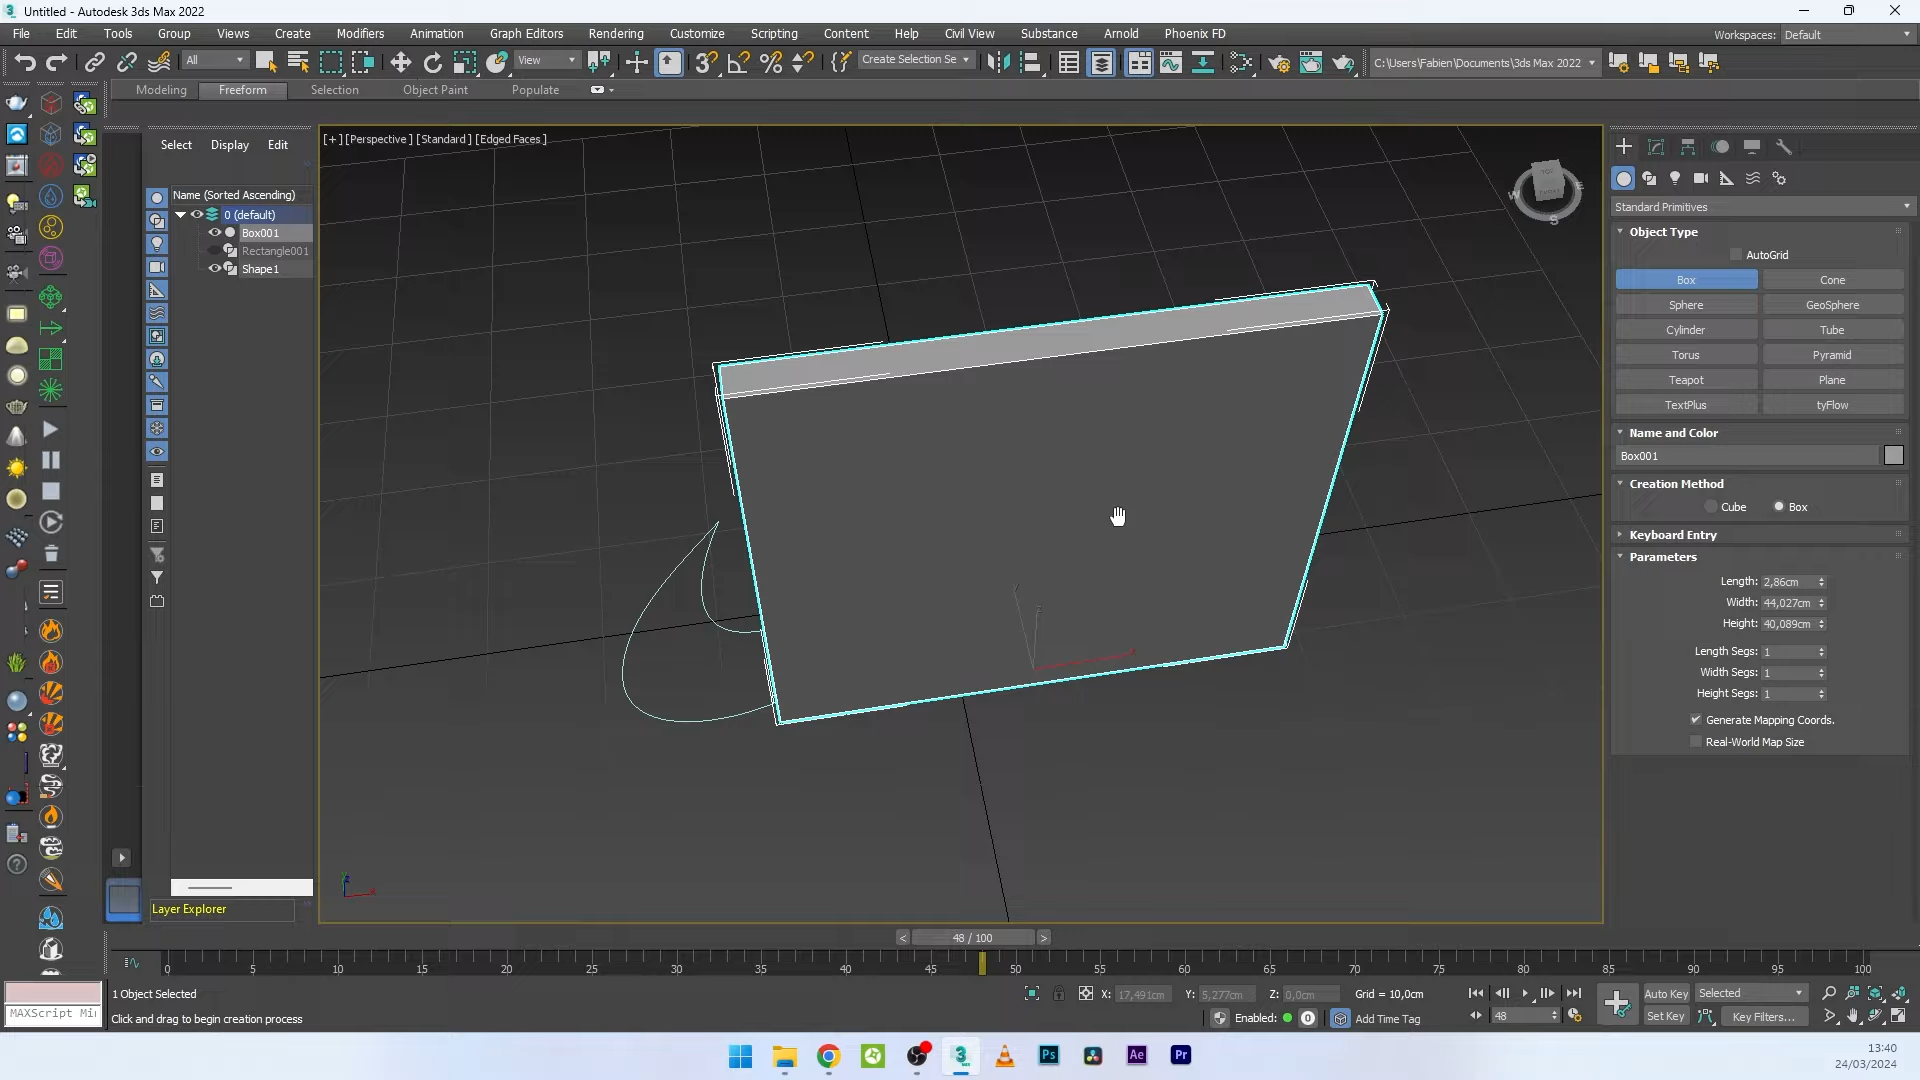 Untitled - Autodesk 3ds Max 2022
File Edit Tools Group Views Create Modifiers Animation Graph Editors Rendering Customize Scripting Content Help Civil View Substance Arnold Phoenix FD
Workspaces: Default
All
View
Create Selection Se
C:\Users\Fabien\Documents\3ds Max 2022
Modeling Freeform Selection Object Paint Populate
Select Display Edit
[+] [Perspective] [Standard] [Edged Faces]
Name (Sorted Ascending)
0 (default)
Box001
Rectangle001
Shape1
Layer Explorer
Standard Primitives
Object Type
AutoGrid
Box Cone
Sphere GeoSphere
Cylinder Tube
Torus Pyramid
Teapot Plane
TextPlus tyFlow
Name and Color
Box001
Creation Method
Cube Box
Keyboard Entry
Parameters
Length: 2,86cm
Width: 44,027cm
Height: 40,089cm
Length Segs: 1
Width Segs: 1
Height Segs: 1
Generate Mapping Coords.
Real-World Map Size
< 48 / 100 >
0 5 10 15 20 25 30 35 40 45 50 55 60 65 70 75 80 85 90 95 100
1 Object Selected
X: 17,491cm Y: 5,277cm Z: 0,0cm Grid = 10,0cm
Auto Key Selected
MAXScript Mi
Click and drag to begin creation process
Enabled: 0 Add Time Tag
48
Set Key Key Filters...
13:40
24/03/2024